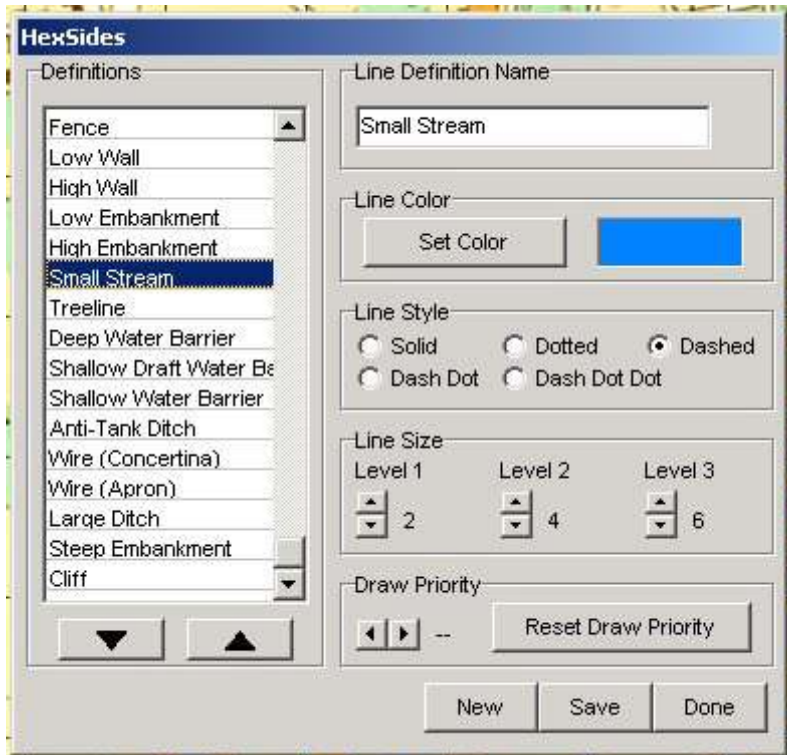 HexSides
Definitions
Fence
Low Wall
High Wall
Low Embankment
High Embankment
Small Stream
Treeline
Deep Water Barrier
Shallow Draft Water Ba
Shallow Water Barrier
Anti-Tank Ditch
Wire (Concertina)
Wire (Apron)
Large Ditch
Steep Embankment
Cliff
Line Definition Name
Small Stream
Line Color
Set Color
Line Style
Solid Dotted Dashed
Dash Dot Dash Dot Dot
Line Size
Level 1 Level 2 Level 3
2 4 6
Draw Priority
-- Reset Draw Priority
New Save Done